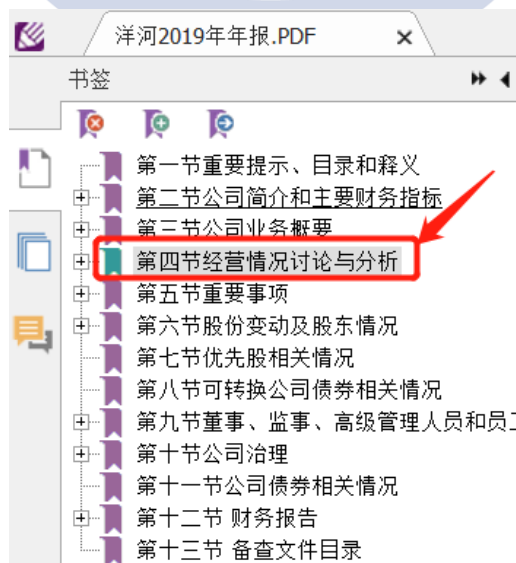 洋河2019年年报.PDF
书签
第一节重要提示、目录和释义
第二节公司简介和主要财务指标
第三节公司业务概要
第四节经营情况讨论与分析
第五节重要事项
第六节股份变动及股东情况
第七节优先股相关情况
第八节可转换公司债券相关情况
第九节董事、监事、高级管理人员和员工
第十节公司治理
第十一节公司债券相关情况
第十二节 财务报告
第十三节 备查文件目录